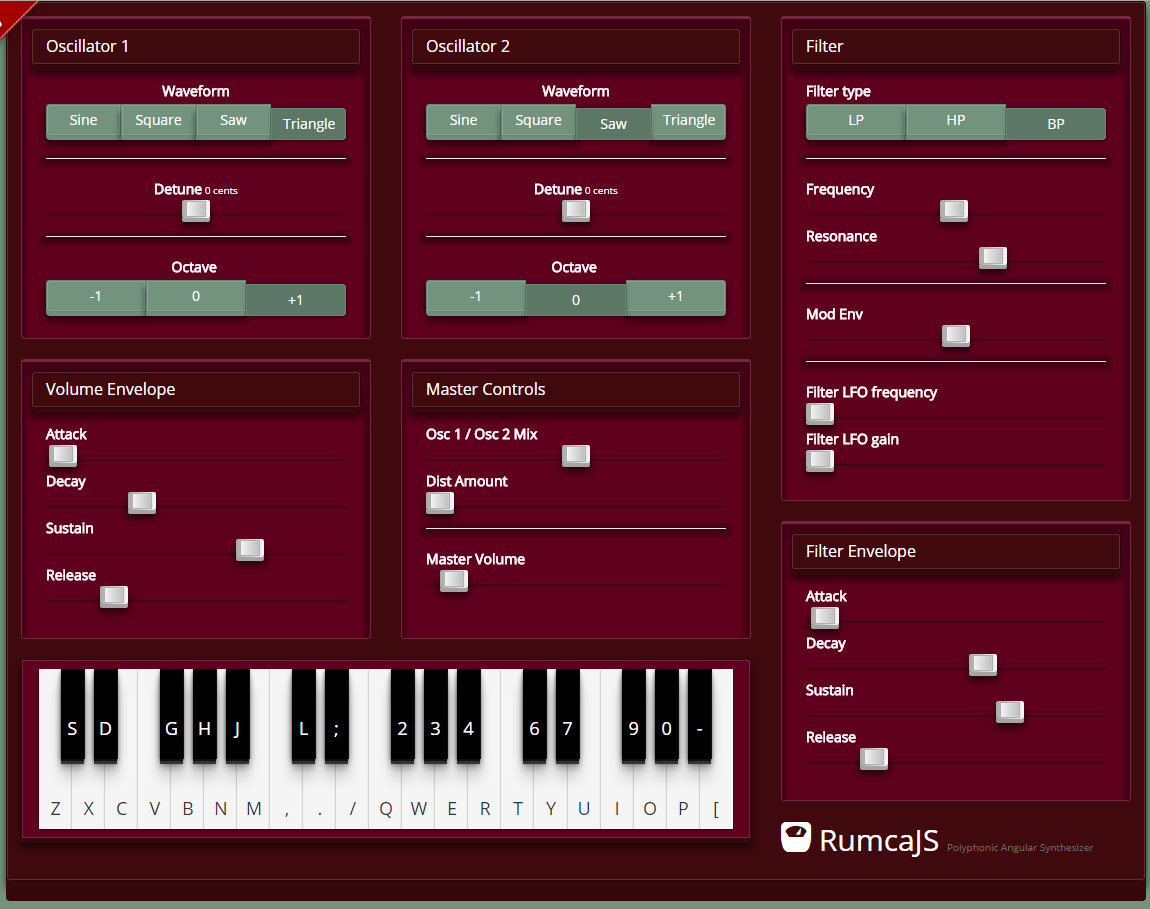 Oscillator 1
Waveform
Sine Square Saw Triangle
Detune 0 cents
Octave
-1 0 +1
Oscillator 2
Waveform
Sine Square Saw Triangle
Detune 0 cents
Octave
-1 0 +1
Filter
Filter type
LP HP BP
Frequency
Resonance
Mod Env
Filter LFO frequency
Filter LFO gain
Volume Envelope
Attack
Decay
Sustain
Release
Master Controls
Osc 1 / Osc 2 Mix
Dist Amount
Master Volume
Filter Envelope
Attack
Decay
Sustain
Release
S D G H J L ; 2 3 4 6 7 9 0 -
Z X C V B N M , . / Q W E R T Y U I O P [
RumcaJS Polyphonic Angular Synthesizer